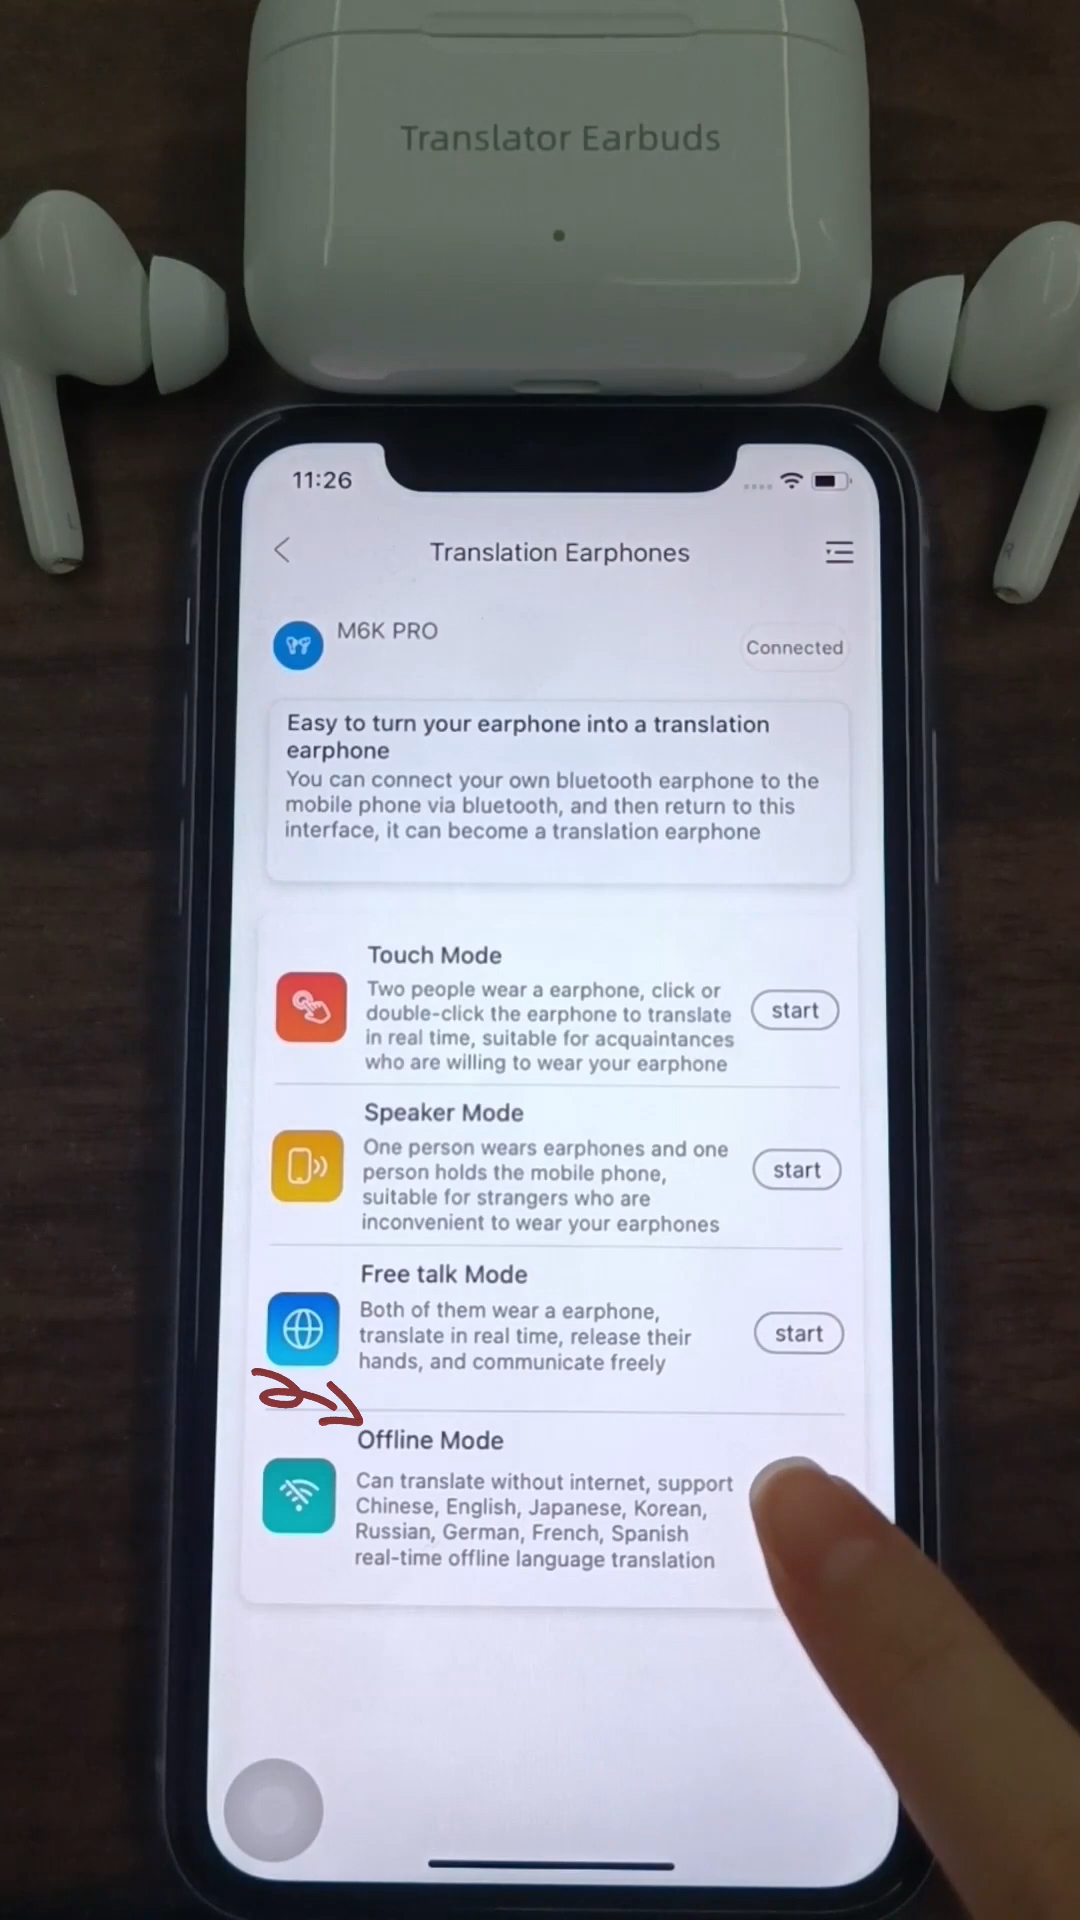 Translator Earbuds
L
R
11:26
Translation Earphones
M6K PRO
Connected
Easy to turn your earphone into a translation
earphone
You can connect your own bluetooth earphone to the
mobile phone via bluetooth, and then return to this
interface, it can become a translation earphone
Touch Mode
Two people wear a earphone, click or
double-click the earphone to translate
in real time, suitable for acquaintances
who are willing to wear your earphone
start
Speaker Mode
One person wears earphones and one
person holds the mobile phone,
suitable for strangers who are
inconvenient to wear your earphones
start
Free talk Mode
Both of them wear a earphone,
translate in real time, release their
hands, and communicate freely
start
Offline Mode
Can translate without internet, support
Chinese, English, Japanese, Korean,
Russian, German, French, Spanish
real-time offline language translation